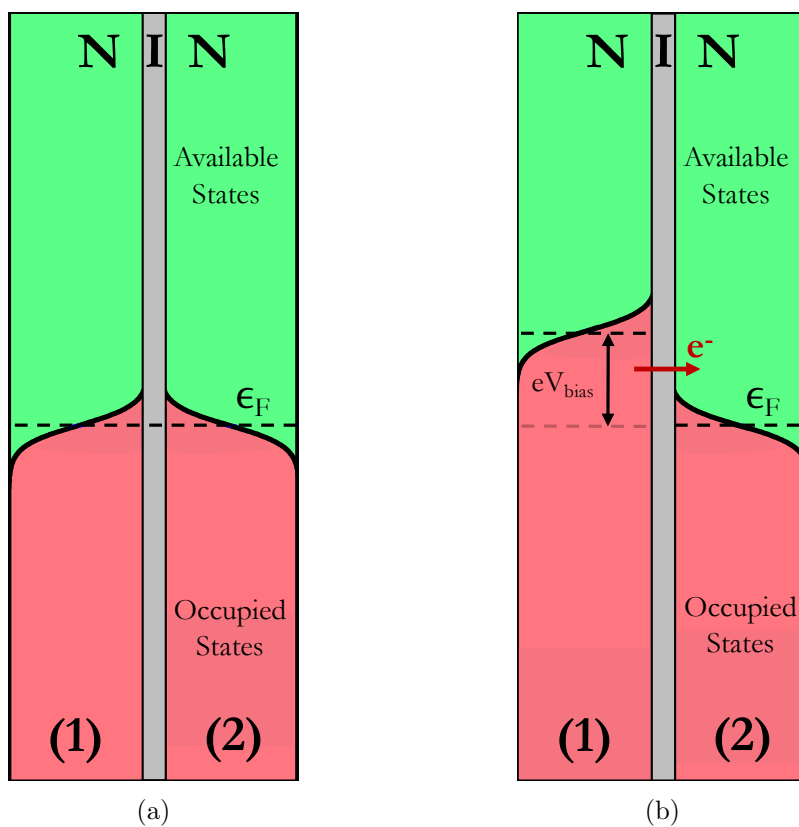 N I N
Available
States
ϵF
Occupied
States
(1) (2)
(a)
N I N
Available
States
e-
eVbias
ϵF
Occupied
States
(1) (2)
(b)